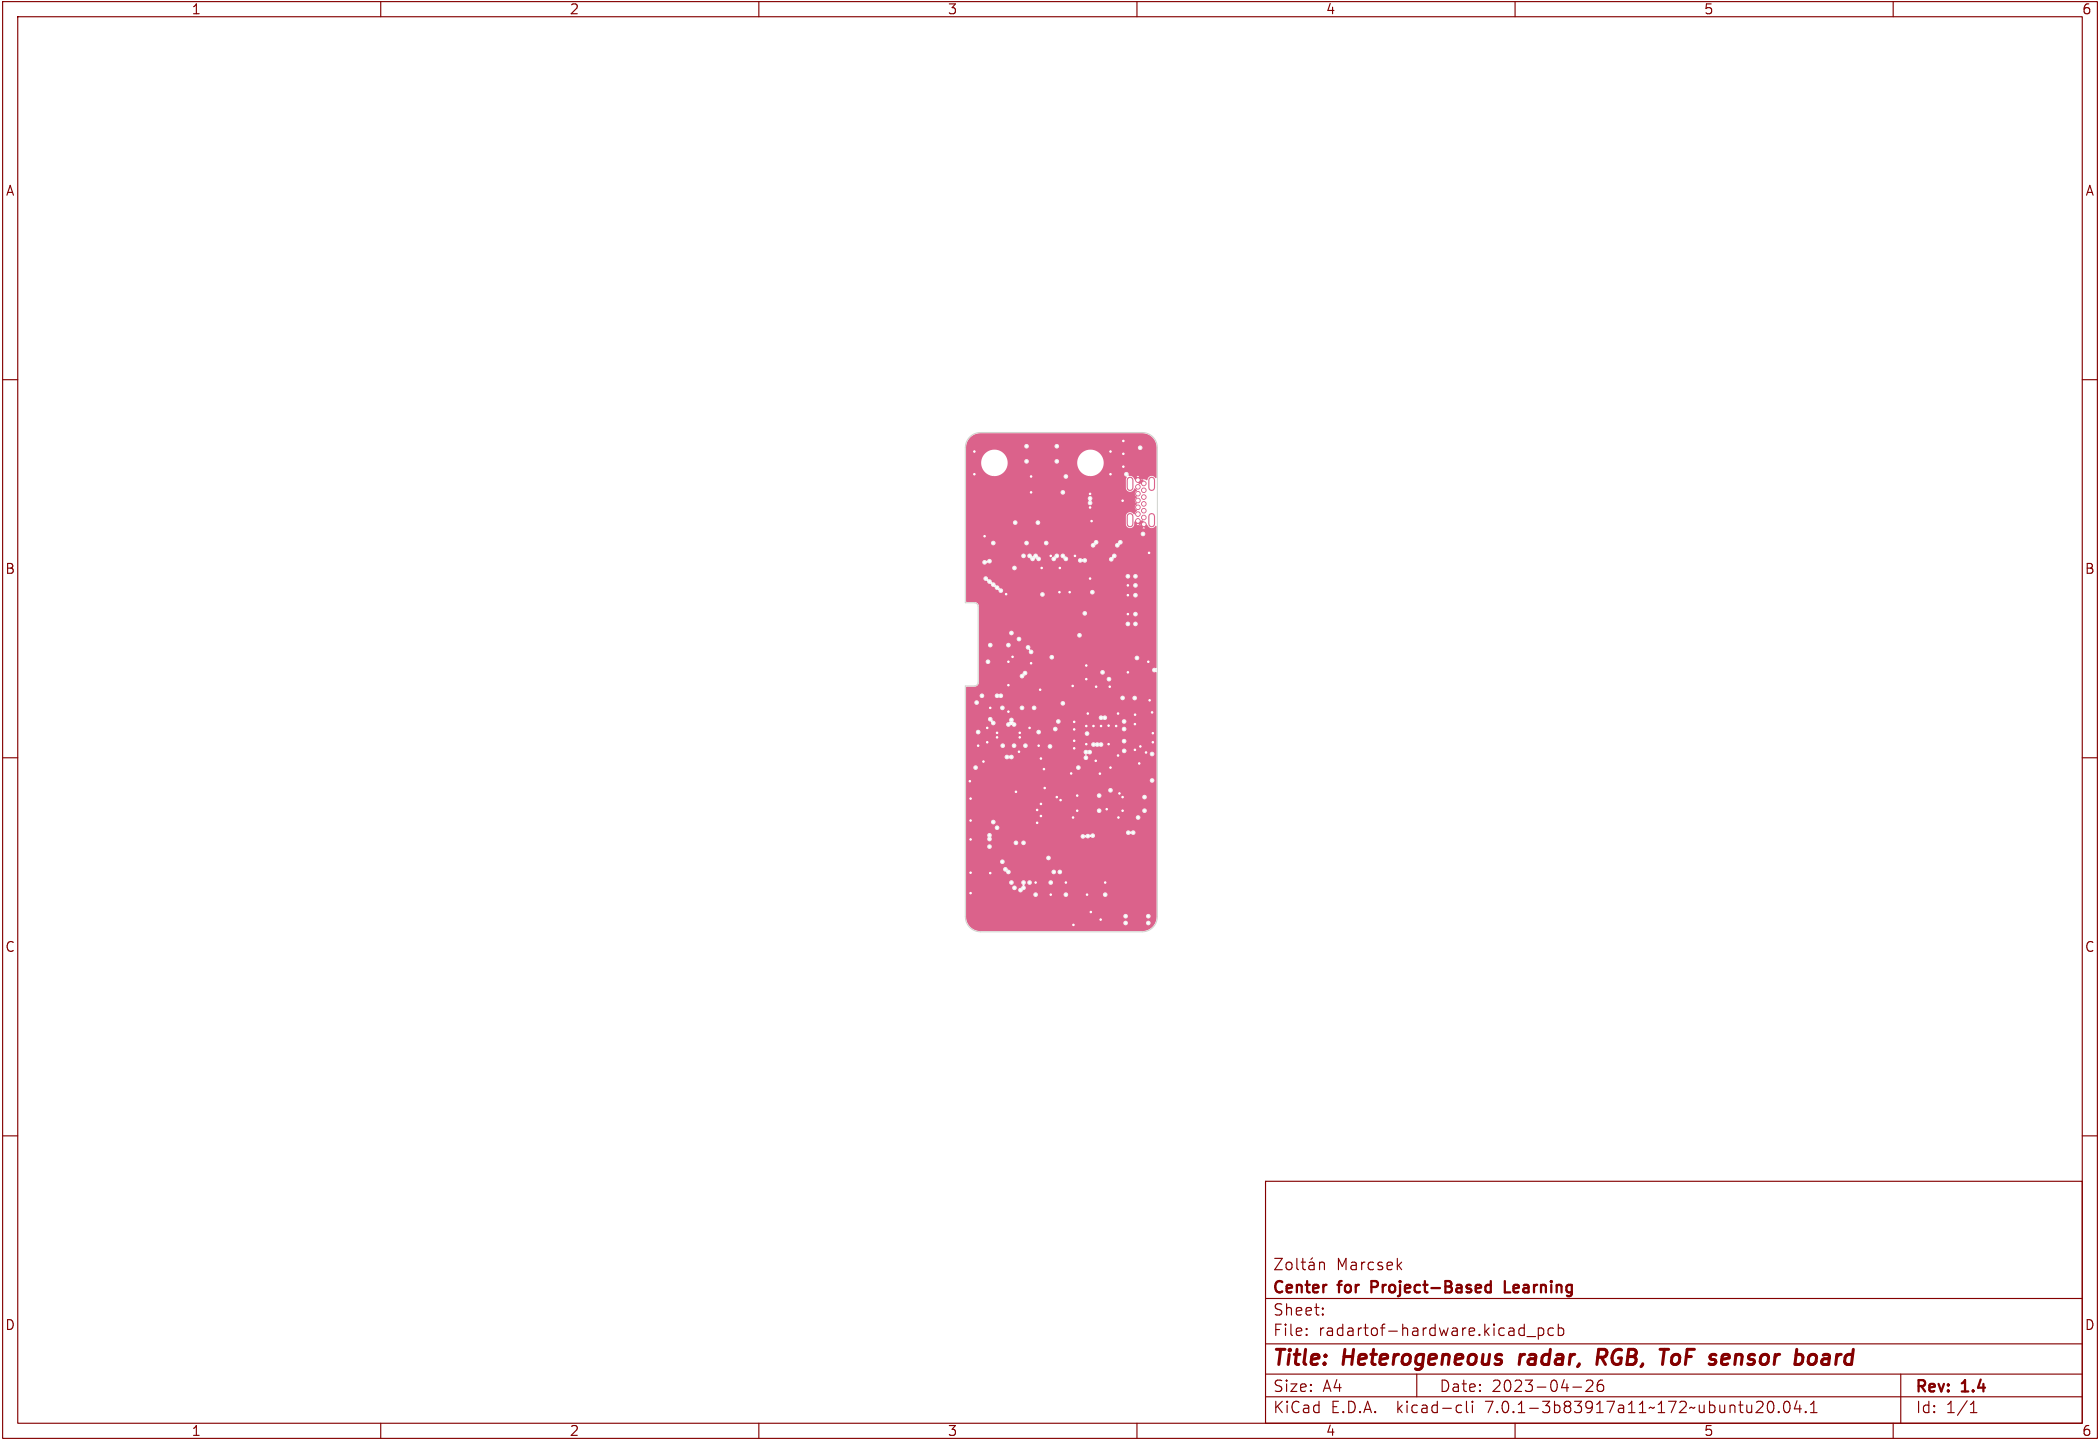 1 2 3 4 5 6
A A
B B
Zoltán Marcsek
Center for Project-Based Learning
Sheet:
File: radartof-hardware.kicad_pcb
Title: Heterogeneous radar, RGB, ToF sensor board
Size: A4 Date: 2023-04-26 Rev: 1.4
KiCad E.D.A. kicad-cli 7.0.1-3b83917a11~172~ubuntu20.04.1 Id: 1/1
C C
D D
1 2 3 4 5 6